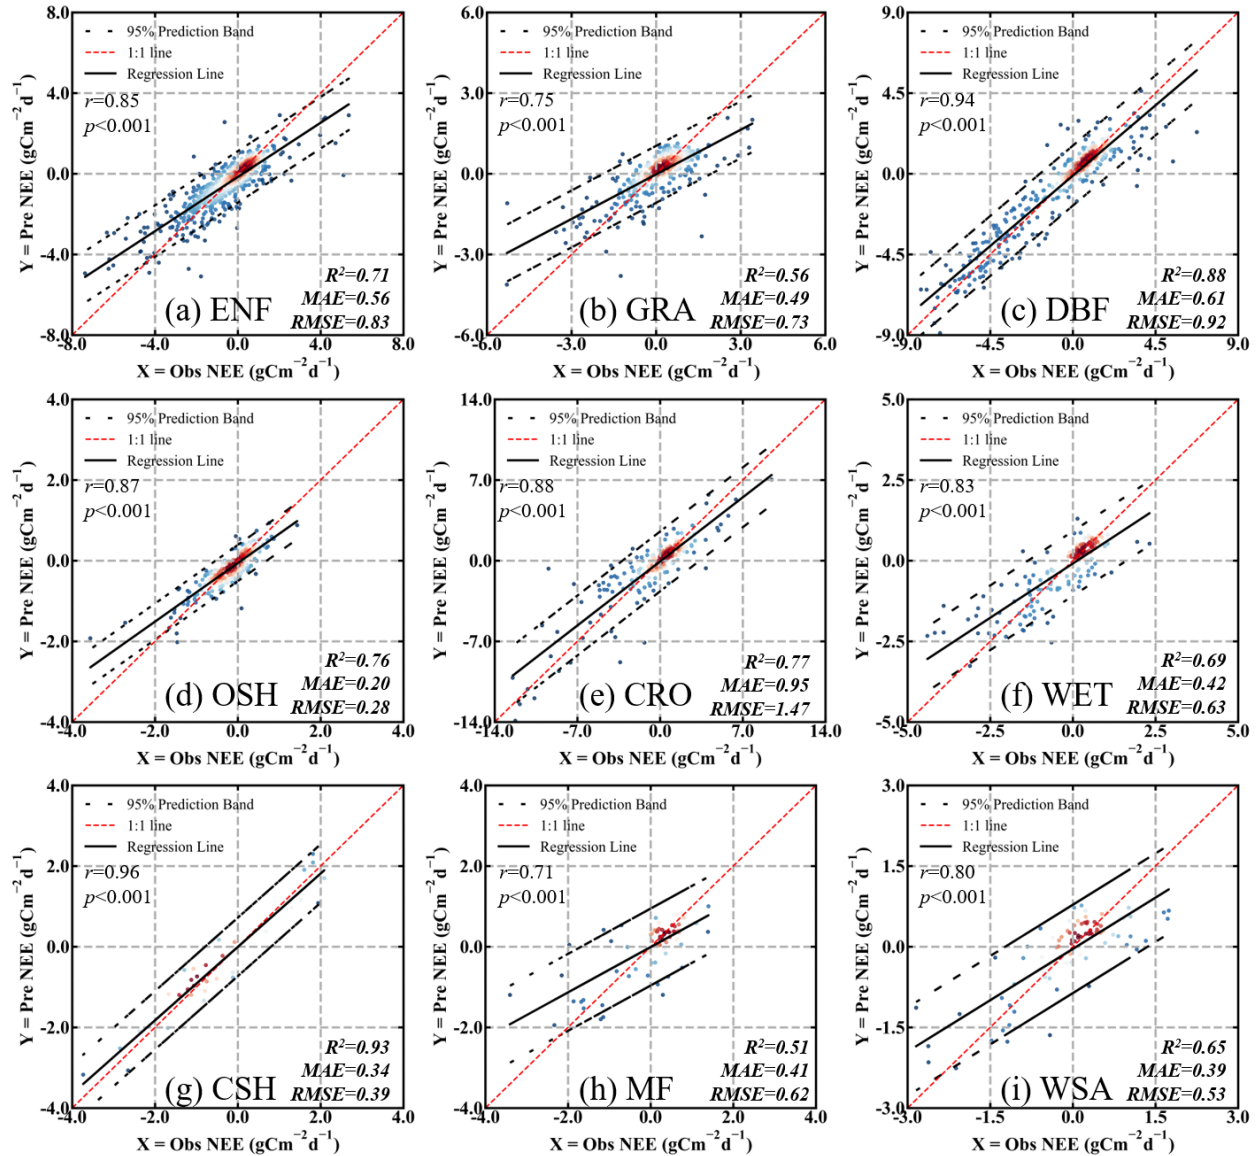 8.0
4.0
0.0
-4.0
-8.0
-8.0 -4.0 0.0 4.0 8.0
Y = Pre NEE (gCm⁻²d⁻¹)
X = Obs NEE (gCm⁻²d⁻¹)
95% Prediction Band
1:1 line
Regression Line
r=0.85
p<0.001
R²=0.71
MAE=0.56
RMSE=0.83
(a) ENF
6.0
3.0
0.0
-3.0
-6.0
-6.0 -3.0 0.0 3.0 6.0
Y = Pre NEE (gCm⁻²d⁻¹)
X = Obs NEE (gCm⁻²d⁻¹)
95% Prediction Band
1:1 line
Regression Line
r=0.75
p<0.001
R²=0.56
MAE=0.49
RMSE=0.73
(b) GRA
9.0
4.5
0.0
-4.5
-9.0
-9.0 -4.5 0.0 4.5 9.0
Y = Pre NEE (gCm⁻²d⁻¹)
X = Obs NEE (gCm⁻²d⁻¹)
95% Prediction Band
1:1 line
Regression Line
r=0.94
p<0.001
R²=0.88
MAE=0.61
RMSE=0.92
(c) DBF
4.0
2.0
0.0
-2.0
-4.0
-4.0 -2.0 0.0 2.0 4.0
Y = Pre NEE (gCm⁻²d⁻¹)
X = Obs NEE (gCm⁻²d⁻¹)
95% Prediction Band
1:1 line
Regression Line
r=0.87
p<0.001
R²=0.76
MAE=0.20
RMSE=0.28
(d) OSH
14.0
7.0
0.0
-7.0
-14.0
-14.0 -7.0 0.0 7.0 14.0
Y = Pre NEE (gCm⁻²d⁻¹)
X = Obs NEE (gCm⁻²d⁻¹)
95% Prediction Band
1:1 line
Regression Line
r=0.88
p<0.001
R²=0.77
MAE=0.95
RMSE=1.47
(e) CRO
5.0
2.5
0.0
-2.5
-5.0
-5.0 -2.5 0.0 2.5 5.0
Y = Pre NEE (gCm⁻²d⁻¹)
X = Obs NEE (gCm⁻²d⁻¹)
95% Prediction Band
1:1 line
Regression Line
r=0.83
p<0.001
R²=0.69
MAE=0.42
RMSE=0.63
(f) WET
4.0
2.0
0.0
-2.0
-4.0
-4.0 -2.0 0.0 2.0 4.0
Y = Pre NEE (gCm⁻²d⁻¹)
X = Obs NEE (gCm⁻²d⁻¹)
95% Prediction Band
1:1 line
Regression Line
r=0.96
p<0.001
R²=0.93
MAE=0.34
RMSE=0.39
(g) CSH
4.0
2.0
0.0
-2.0
-4.0
-4.0 -2.0 0.0 2.0 4.0
Y = Pre NEE (gCm⁻²d⁻¹)
X = Obs NEE (gCm⁻²d⁻¹)
95% Prediction Band
1:1 line
Regression Line
r=0.71
p<0.001
R²=0.51
MAE=0.41
RMSE=0.62
(h) MF
3.0
1.5
0.0
-1.5
-3.0
-3.0 -1.5 0.0 1.5 3.0
Y = Pre NEE (gCm⁻²d⁻¹)
X = Obs NEE (gCm⁻²d⁻¹)
95% Prediction Band
1:1 line
Regression Line
r=0.80
p<0.001
R²=0.65
MAE=0.39
RMSE=0.53
(i) WSA